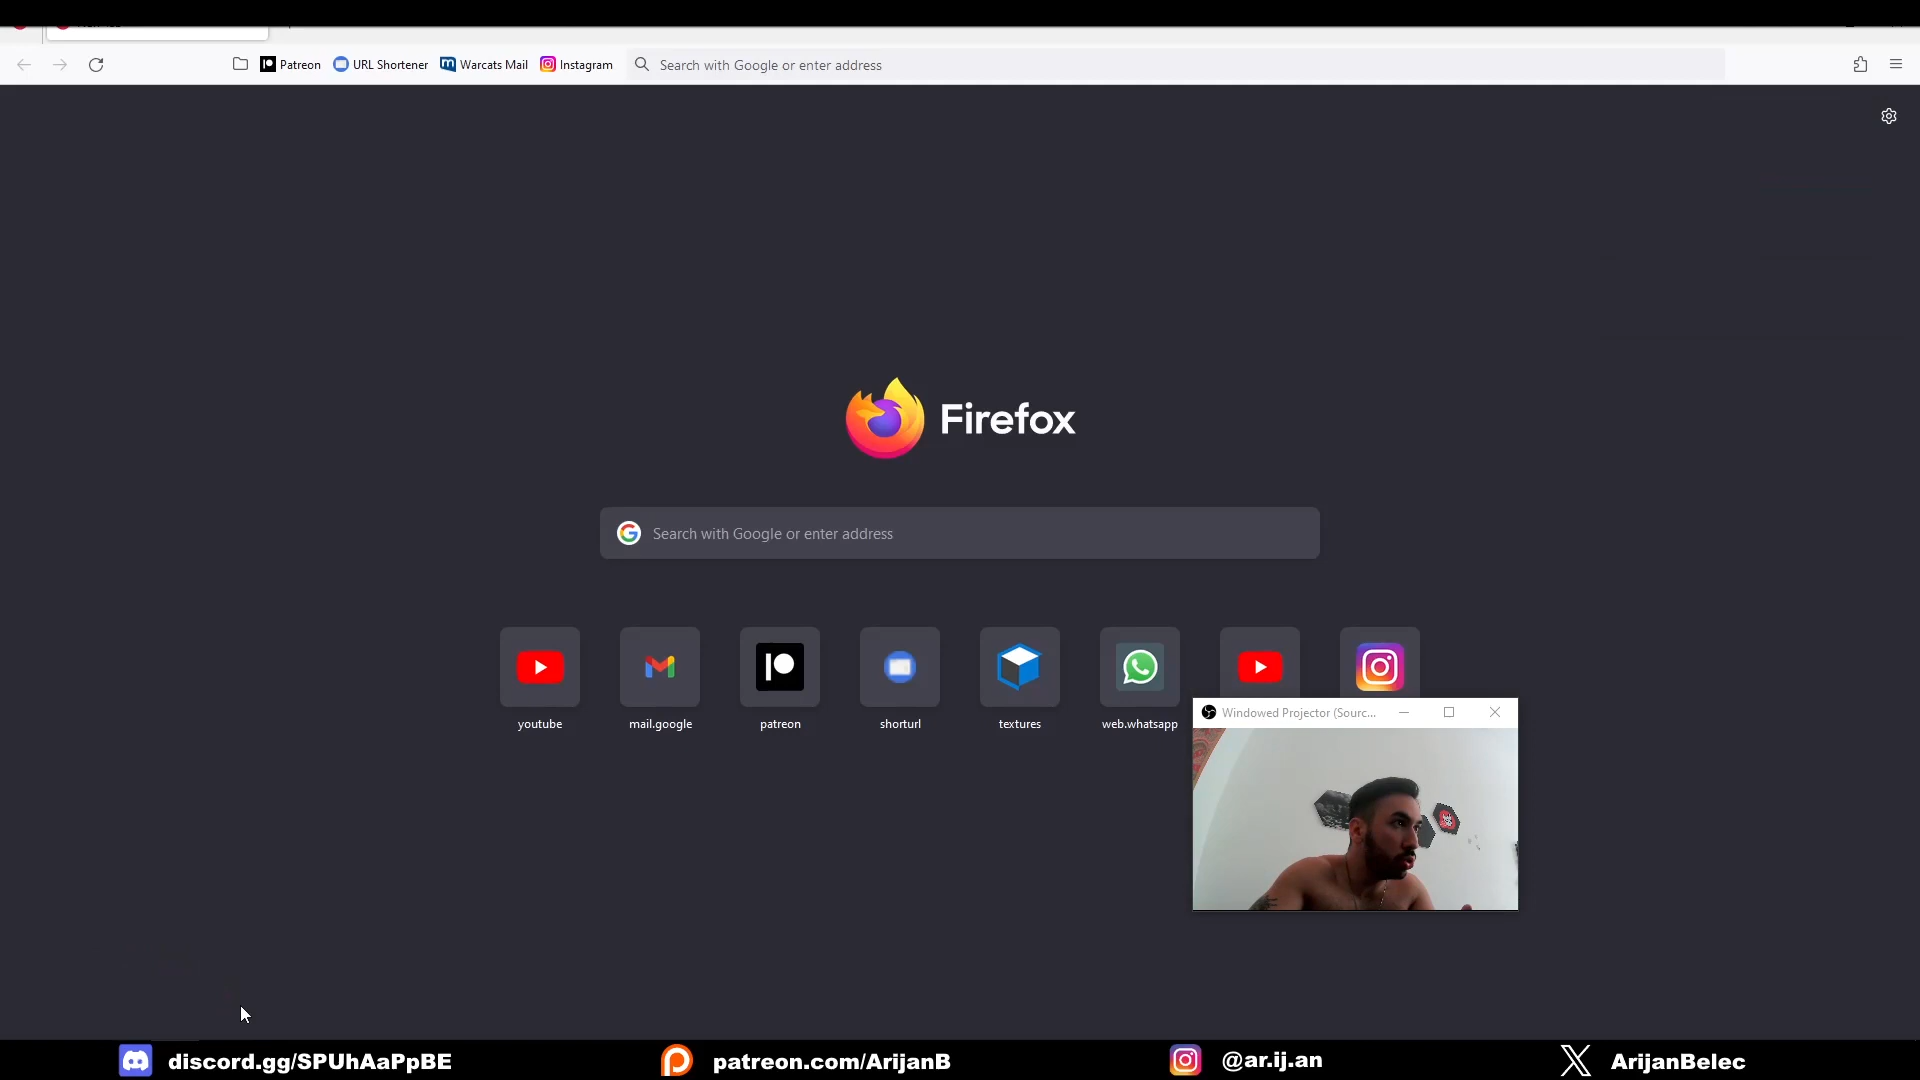 Patreon URL Shortener Warcats Mail Instagram Search with Google or enter address
Firefox
Search with Google or enter address
youtube mail.google patreon shorturl textures web.whatsapp
Windowed Projector (Sourc...
discord.gg/SPUhAaPpBE patreon.com/ArijanB @ar.ij.an ArijanBelec